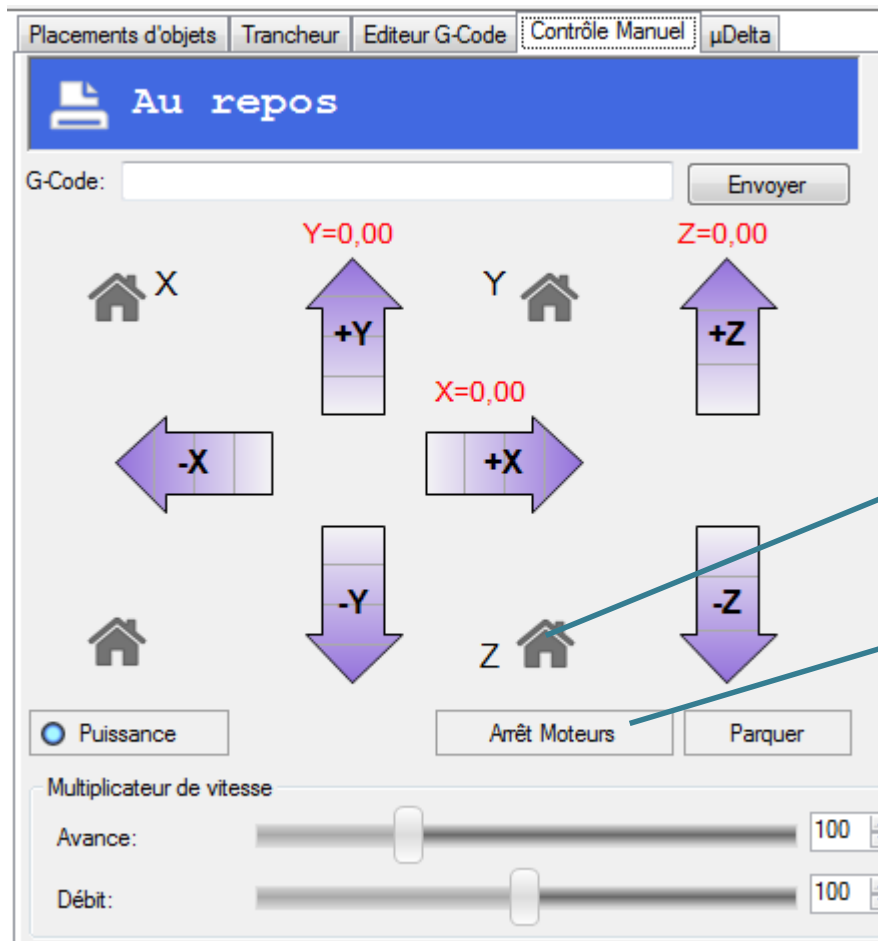 Placements d'objets Trancheur Editeur G-Code Contrôle Manuel µDelta
Au repos
G-Code: Envoyer
Y=0,00 Z=0,00
X Y
+Y +Z
X=0,00
-X +X
-Y -Z
Z
Puissance Arrêt Moteurs Parquer
Multiplicateur de vitesse
Avance: 100
Débit: 100